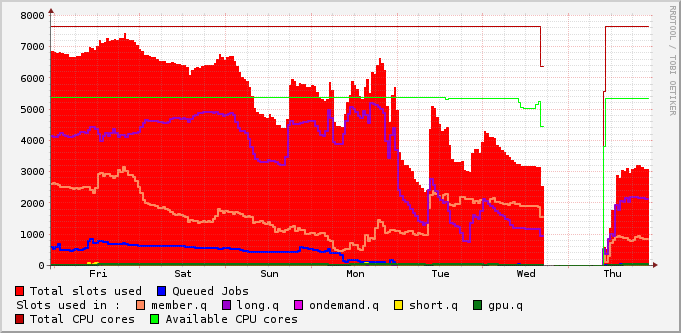 RRDTOOL / TOBI OETIKER
8000
7000
6000
5000
4000
3000
2000
1000
0
Fri Sat Sun Mon Tue Wed Thu
Total slots used Queued Jobs
Slots used in : member.q long.q ondemand.q short.q gpu.q
Total CPU cores Available CPU cores